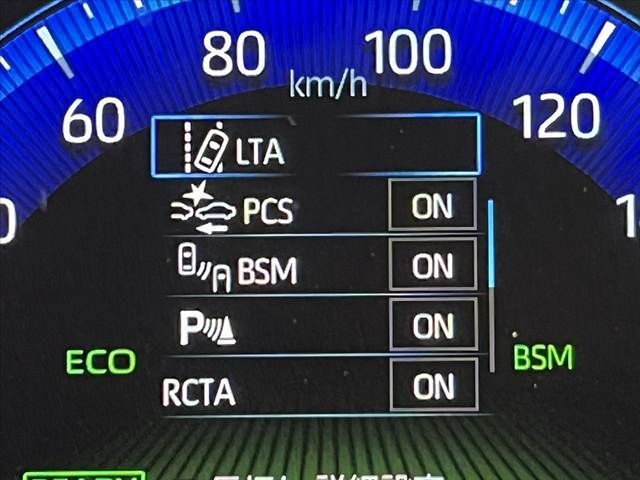 80
100
km/h
60
120
LTA
PCS ON
BSM ON
P ON
ECO
BSM
RCTA ON